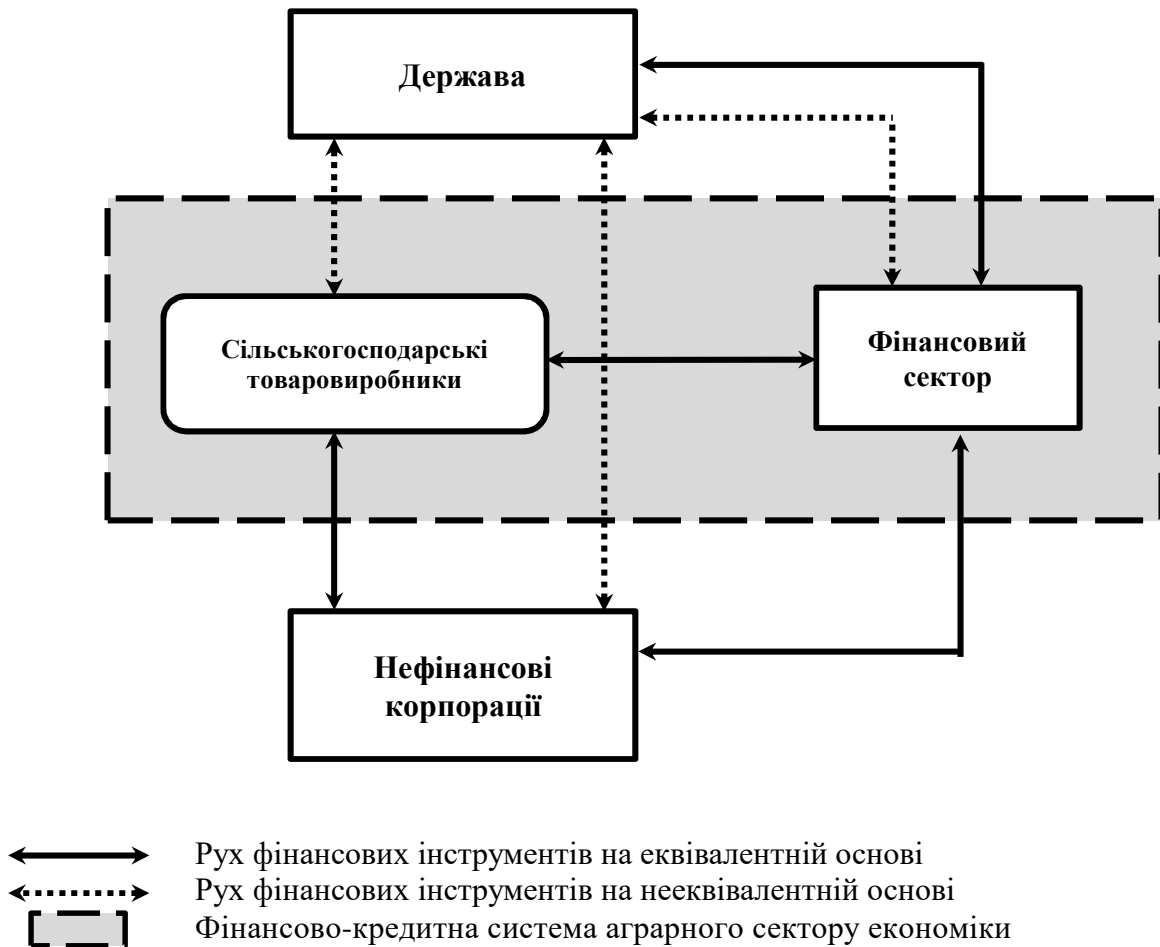 Держава
Сільськогосподарські
товаровиробники
Фінансовий
сектор
Нефінансові
корпорації
Рух фінансових інструментів на еквівалентній основі
Рух фінансових інструментів на нееквівалентній основі
Фінансово-кредитна система аграрного сектору економіки